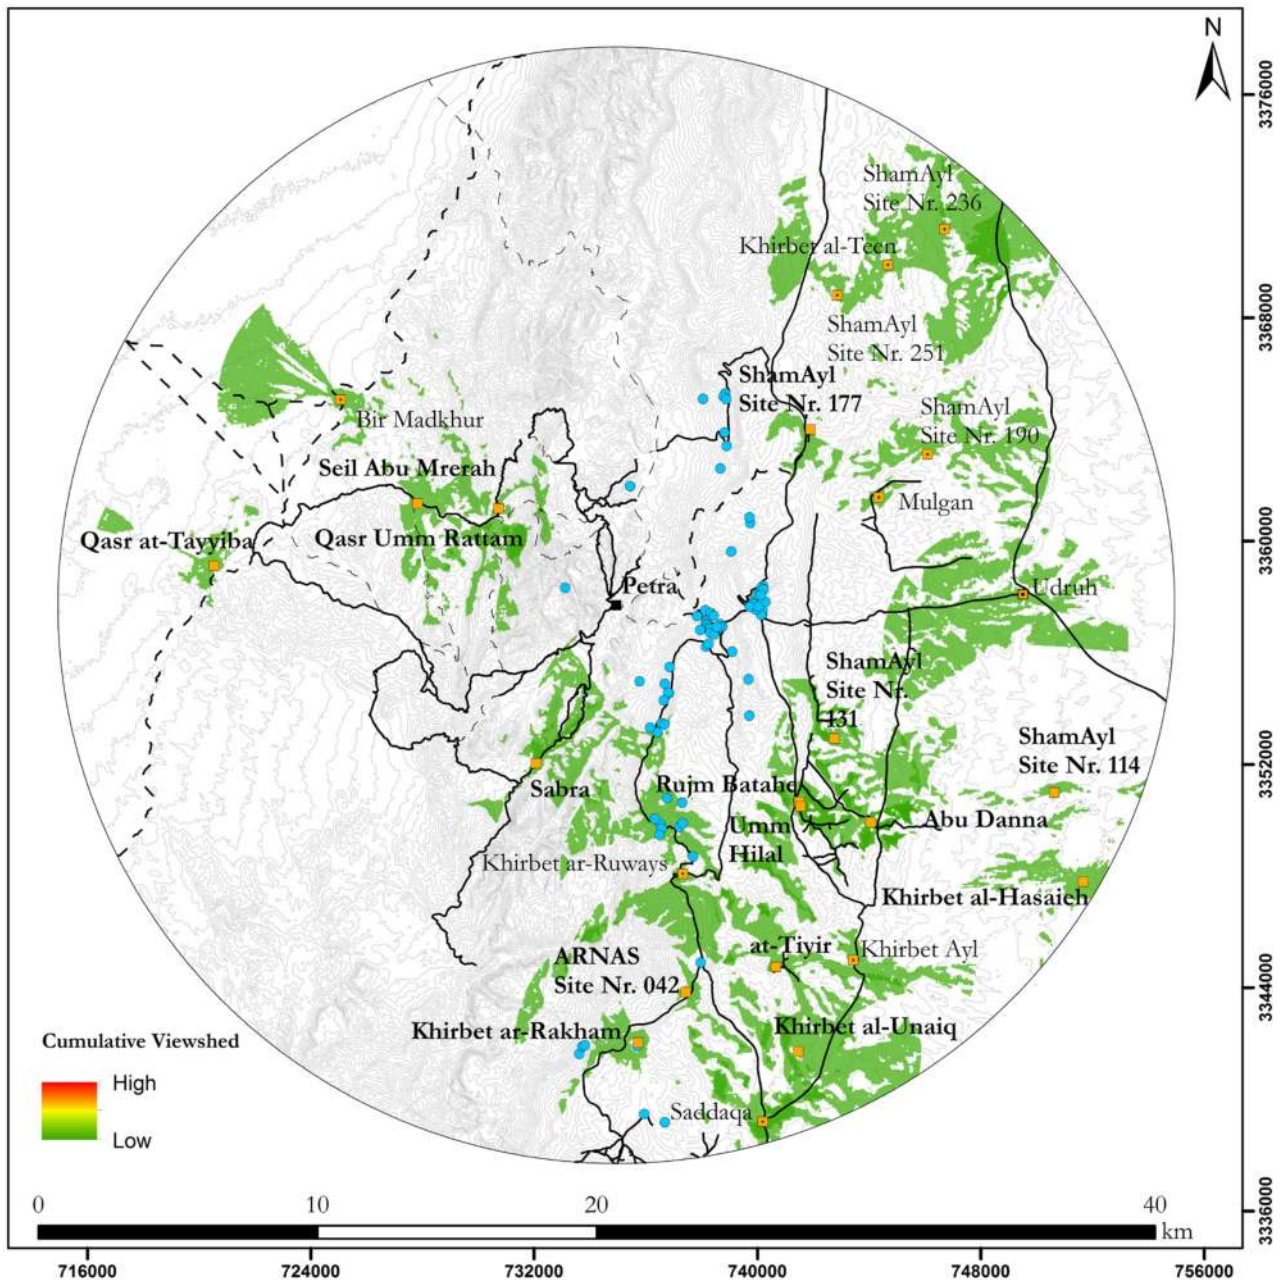 N
3376000
ShamAyl
Site Nr. 236
Khirbet al-Teen
3368000
ShamAyl
Site Nr. 251
ShamAyl
Site Nr. 177
ShamAyl
Site Nr. 190
Bir Madkhur
Seil Abu Mrerah
Mulgan
Qasr at-Tayyiba
Qasr Umm Rattam
3360000
Petra
Udruh
ShamAyl
Site Nr.
131
ShamAyl
Site Nr. 114
3352000
Sabra
Rujm Batahe
Abu Danna
Umm
Hilal
Khirbet ar-Ruways
Khirbet al-Hasaieh
at-Tiyir
Khirbet Ayl
ARNAS
Site Nr. 042
3344000
Khirbet ar-Rakham
Khirbet al-Unaiq
Cumulative Viewshed
High
Low
Saddaqa
0
10
20
40
km
3336000
716000
724000
732000
740000
748000
756000